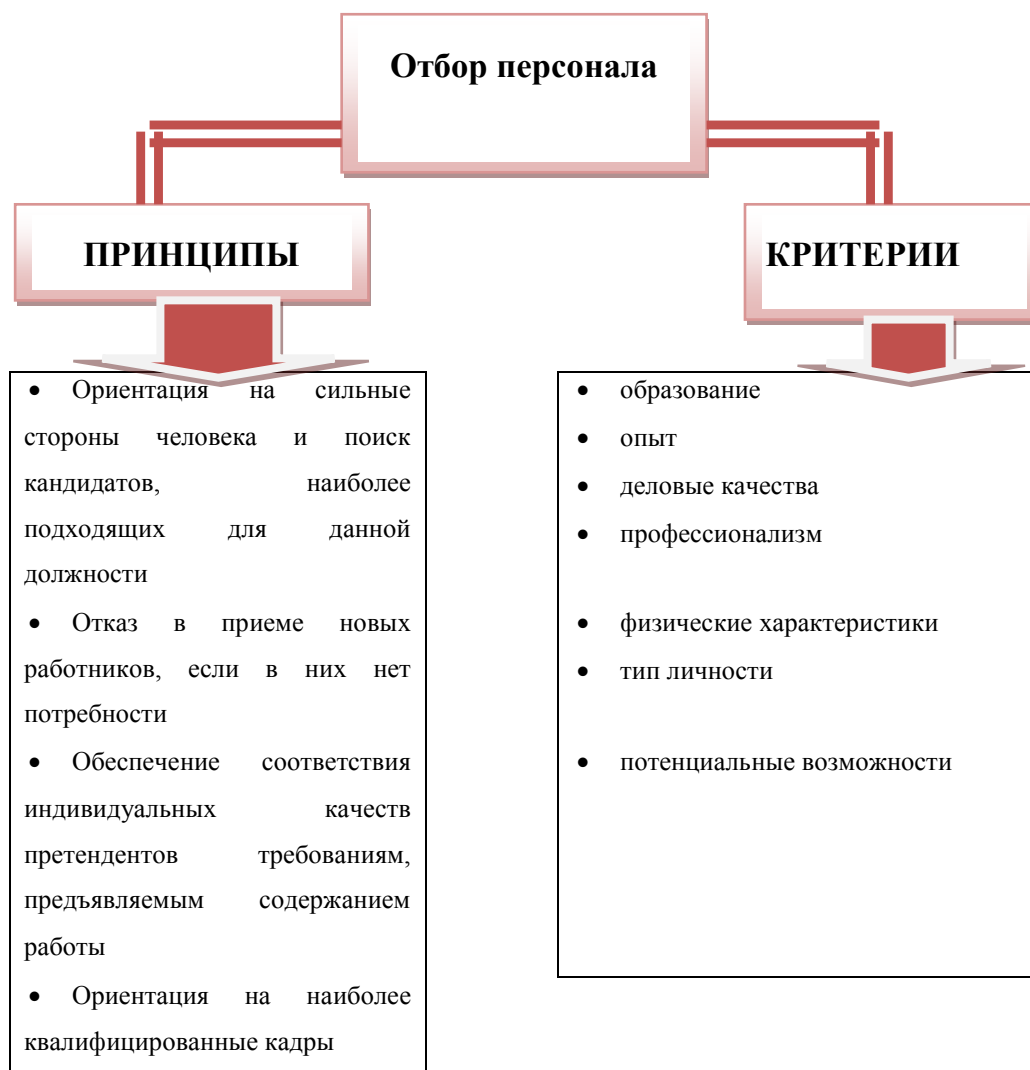 Отбор персонала
ПРИНЦИПЫ
• Ориентация на сильные
стороны человека и поиск
кандидатов, наиболее
подходящих для данной
должности
• Отказ в приеме новых
работников, если в них нет
потребности
• Обеспечение соответствия
индивидуальных качеств
претендентов требованиям,
предъявляемым содержанием
работы
• Ориентация на наиболее
квалифицированные кадры
КРИТЕРИИ
• образование
• опыт
• деловые качества
• профессионализм
• физические характеристики
• тип личности
• потенциальные возможности